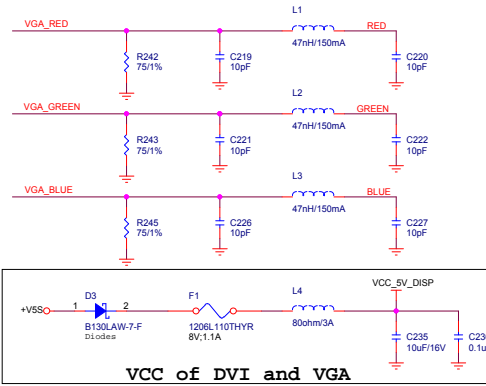 L1
VGA_RED
RED
47nH/150mA
R242
75/1%
C219
10pF
C220
10pF
L2
VGA_GREEN
GREEN
47nH/150mA
R243
75/1%
C221
10pF
C222
10pF
L3
VGA_BLUE
BLUE
47nH/150mA
R245
75/1%
C226
10pF
C227
10pF
D3
F1
L4
VCC_5V_DISP
+V5S
1
2
B130LAW-7-F
Diodes
1206L110THYR
8V;1.1A
80ohm/3A
C235
10uF/16V
0.1u
VCC of DVI and VGA